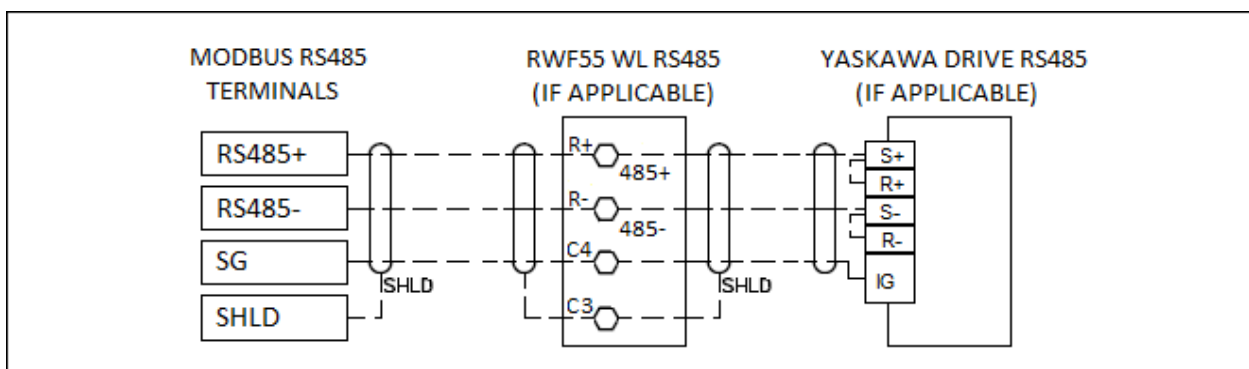 MODBUS RS485
TERMINALS
RWF55 WL RS485
(IF APPLICABLE)
YASKAWA DRIVE RS485
(IF APPLICABLE)
RS485+
RS485-
SG
SHLD
SHLD
R+
485+
R-
485-
C4
C3
SHLD
S+
R+
S-
R-
IG